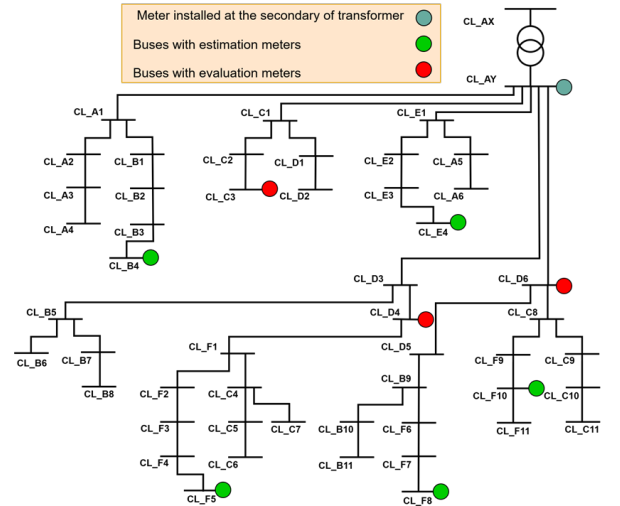 Meter installed at the secondary of transformer
Buses with estimation meters
Buses with evaluation meters
CL_AX
CL_AY
CL_A1
CL_C1
CL_E1
CL_A2
CL_B1
CL_C2
CL_D1
CL_E2
CL_A5
CL_A3
CL_B2
CL_C3
CL_D2
CL_E3
CL_A6
CL_A4
CL_B3
CL_E4
CL_B4
CL_D3
CL_D6
CL_B5
CL_D4
CL_C8
CL_B6
CL_B7
CL_F1
CL_D5
CL_F9
CL_C9
CL_B8
CL_F2
CL_C4
CL_B9
CL_F10
CL_C10
CL_F3
CL_C5
CL_C7
CL_B10
CL_F6
CL_F11
CL_C11
CL_F4
CL_C6
CL_B11
CL_F7
CL_F5
CL_F8